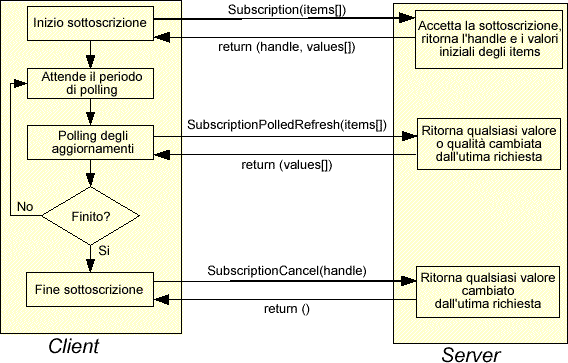 Subscription(items[])
Inizio sottoscrizione
return (handle, values[])
Accetta la sottoscrizione,
ritorna l'handle e i valori
iniziali degli items
Attende il periodo
di polling
SubscriptionPolledRefresh(items[])
Polling degli
aggiornamenti
return (values[])
Ritorna qualsiasi valore
o qualità cambiata
dall'utima richiesta
No
Finito?
Si
SubscriptionCancel(handle)
Fine sottoscrizione
return ()
Ritorna qualsiasi valore
cambiato
dall'utima richiesta
Client
Server